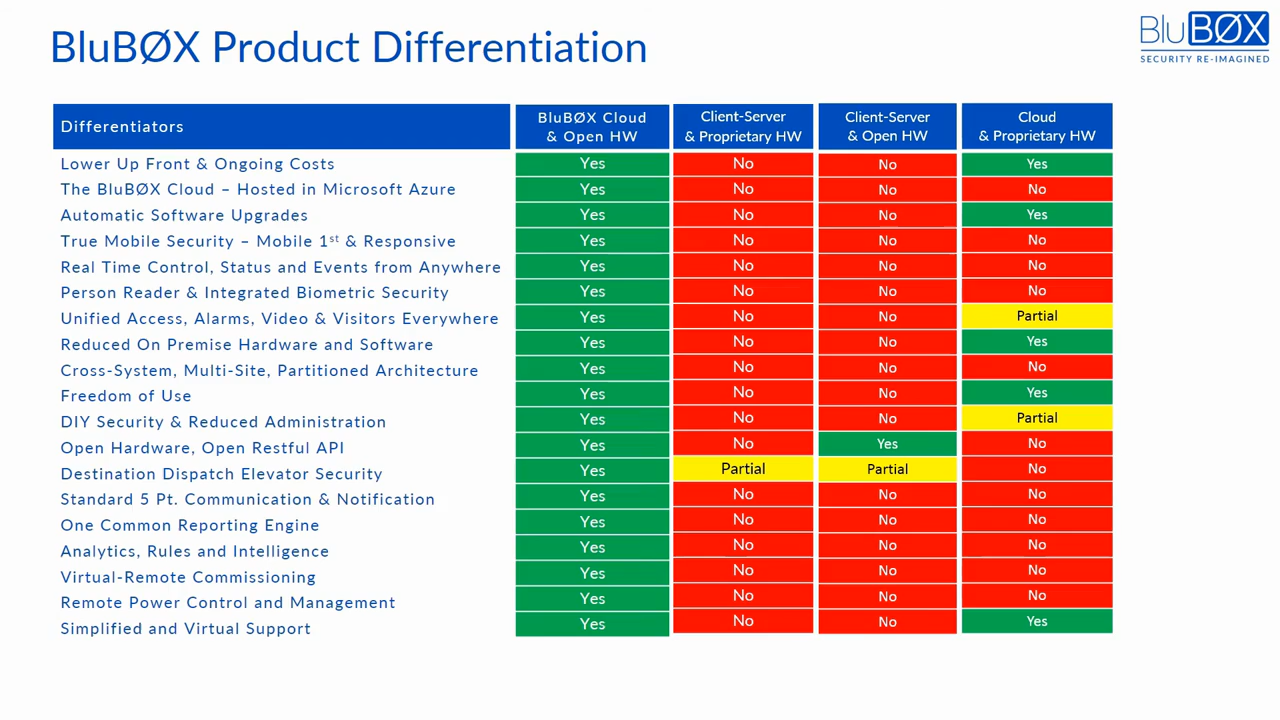 BluBØX Product Differentiation
BluBØX
SECURITY RE-IMAGINED
Differentiators
BluBØX Cloud
& Open HW
Client-Server
& Proprietary HW
Client-Server
& Open HW
Cloud
& Proprietary HW
Lower Up Front & Ongoing Costs Yes No No Yes
The BluBØX Cloud – Hosted in Microsoft Azure Yes No No No
Automatic Software Upgrades Yes No No Yes
True Mobile Security – Mobile 1st & Responsive Yes No No No
Real Time Control, Status and Events from Anywhere Yes No No No
Person Reader & Integrated Biometric Security Yes No No No
Unified Access, Alarms, Video & Visitors Everywhere Yes No No Partial
Reduced On Premise Hardware and Software Yes No No Yes
Cross-System, Multi-Site, Partitioned Architecture Yes No No No
Freedom of Use Yes No No Yes
DIY Security & Reduced Administration Yes No No Partial
Open Hardware, Open Restful API Yes No Yes No
Destination Dispatch Elevator Security Yes Partial Partial No
Standard 5 Pt. Communication & Notification Yes No No No
One Common Reporting Engine Yes No No No
Analytics, Rules and Intelligence Yes No No No
Virtual-Remote Commissioning Yes No No No
Remote Power Control and Management Yes No No No
Simplified and Virtual Support Yes No No Yes